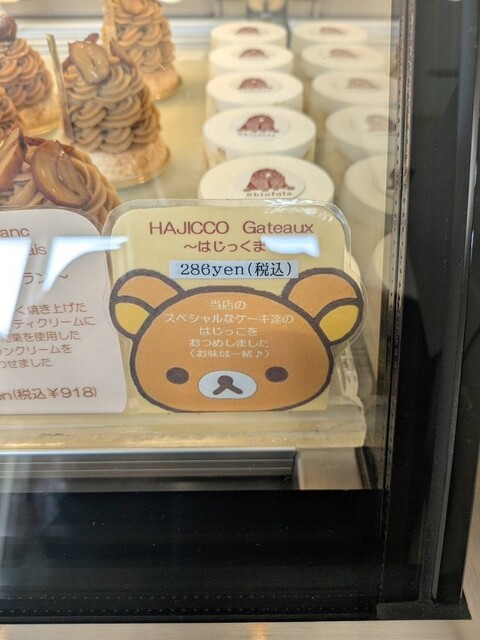 HAJICCO Gateaux
～はじっくま
286yen(税込)
当店の
スペシャルなケーキ達の
はじっこを
おつめしました
(お味は一緒♪)
anc
ais
ラン～
く焼き上げた
ティクリームに
を使用した
ンクリームを
わせました
en(税込￥918)